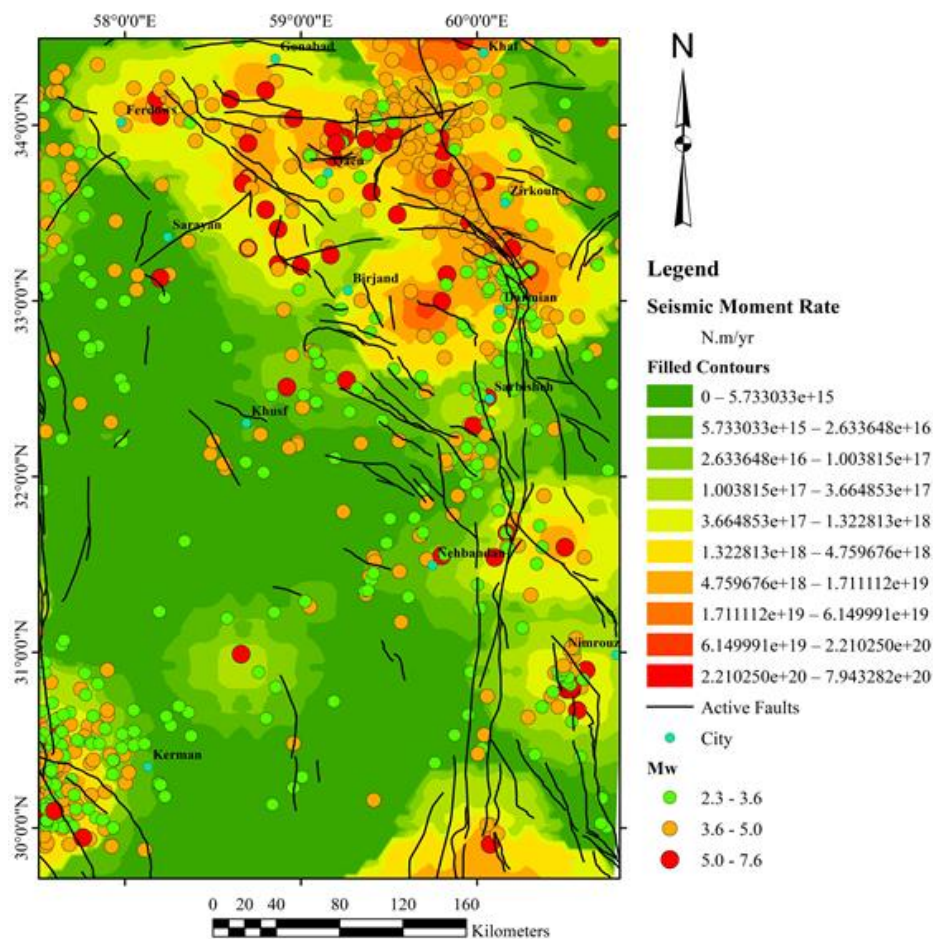 58°0'0"E 59°0'0"E 60°0'0"E
34°0'0"N
33°0'0"N
32°0'0"N
31°0'0"N
30°0'0"N
Gonabad
Khaf
Ferdows
Zirkouh
Sarayan
Birjand
Darmian
Sarbisheh
Khusf
Nehbandan
Nimrouz
Kerman
0 20 40 80 120 160
Kilometers
N
Legend
Seismic Moment Rate
N.m/yr
Filled Contours
0 – 5.733033e+15
5.733033e+15 – 2.633648e+16
2.633648e+16 – 1.003815e+17
1.003815e+17 – 3.664853e+17
3.664853e+17 – 1.322813e+18
1.322813e+18 – 4.759676e+18
4.759676e+18 – 1.711112e+19
1.711112e+19 – 6.149991e+19
6.149991e+19 – 2.210250e+20
2.210250e+20 – 7.943282e+20
Active Faults
City
Mw
2.3 - 3.6
3.6 - 5.0
5.0 - 7.6